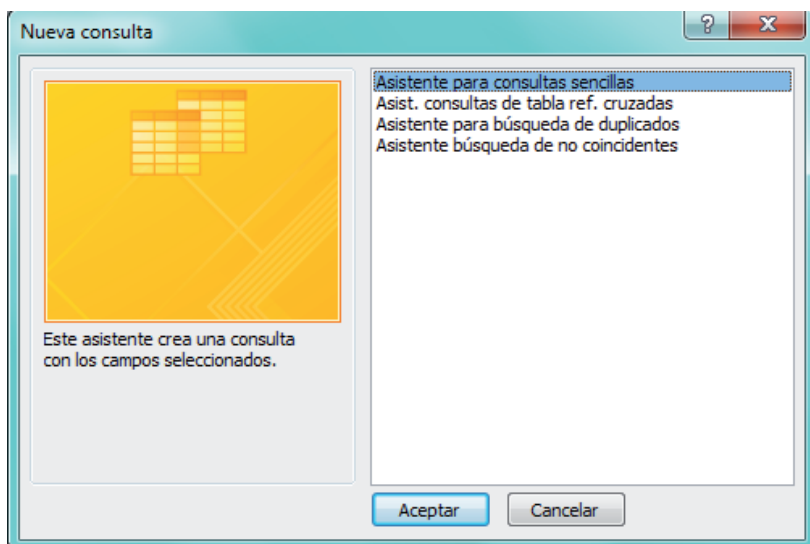 Nueva consulta
?
X
Asistente para consultas sencillas
Asist. consultas de tabla ref. cruzadas
Asistente para búsqueda de duplicados
Asistente búsqueda de no coincidentes
Este asistente crea una consulta
con los campos seleccionados.
Aceptar
Cancelar